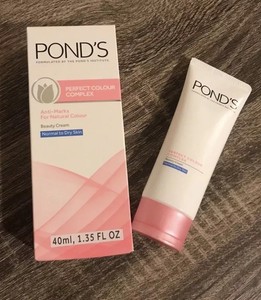 POND'S
FORMULATED BY THE POND'S INSTITUTE
PERFECT COLOUR
COMPLEX
Anti-Marks
For Natural Colour
Beauty Cream
Normal to Dry Skin
40ml, 1.35 FL OZ
POND'S